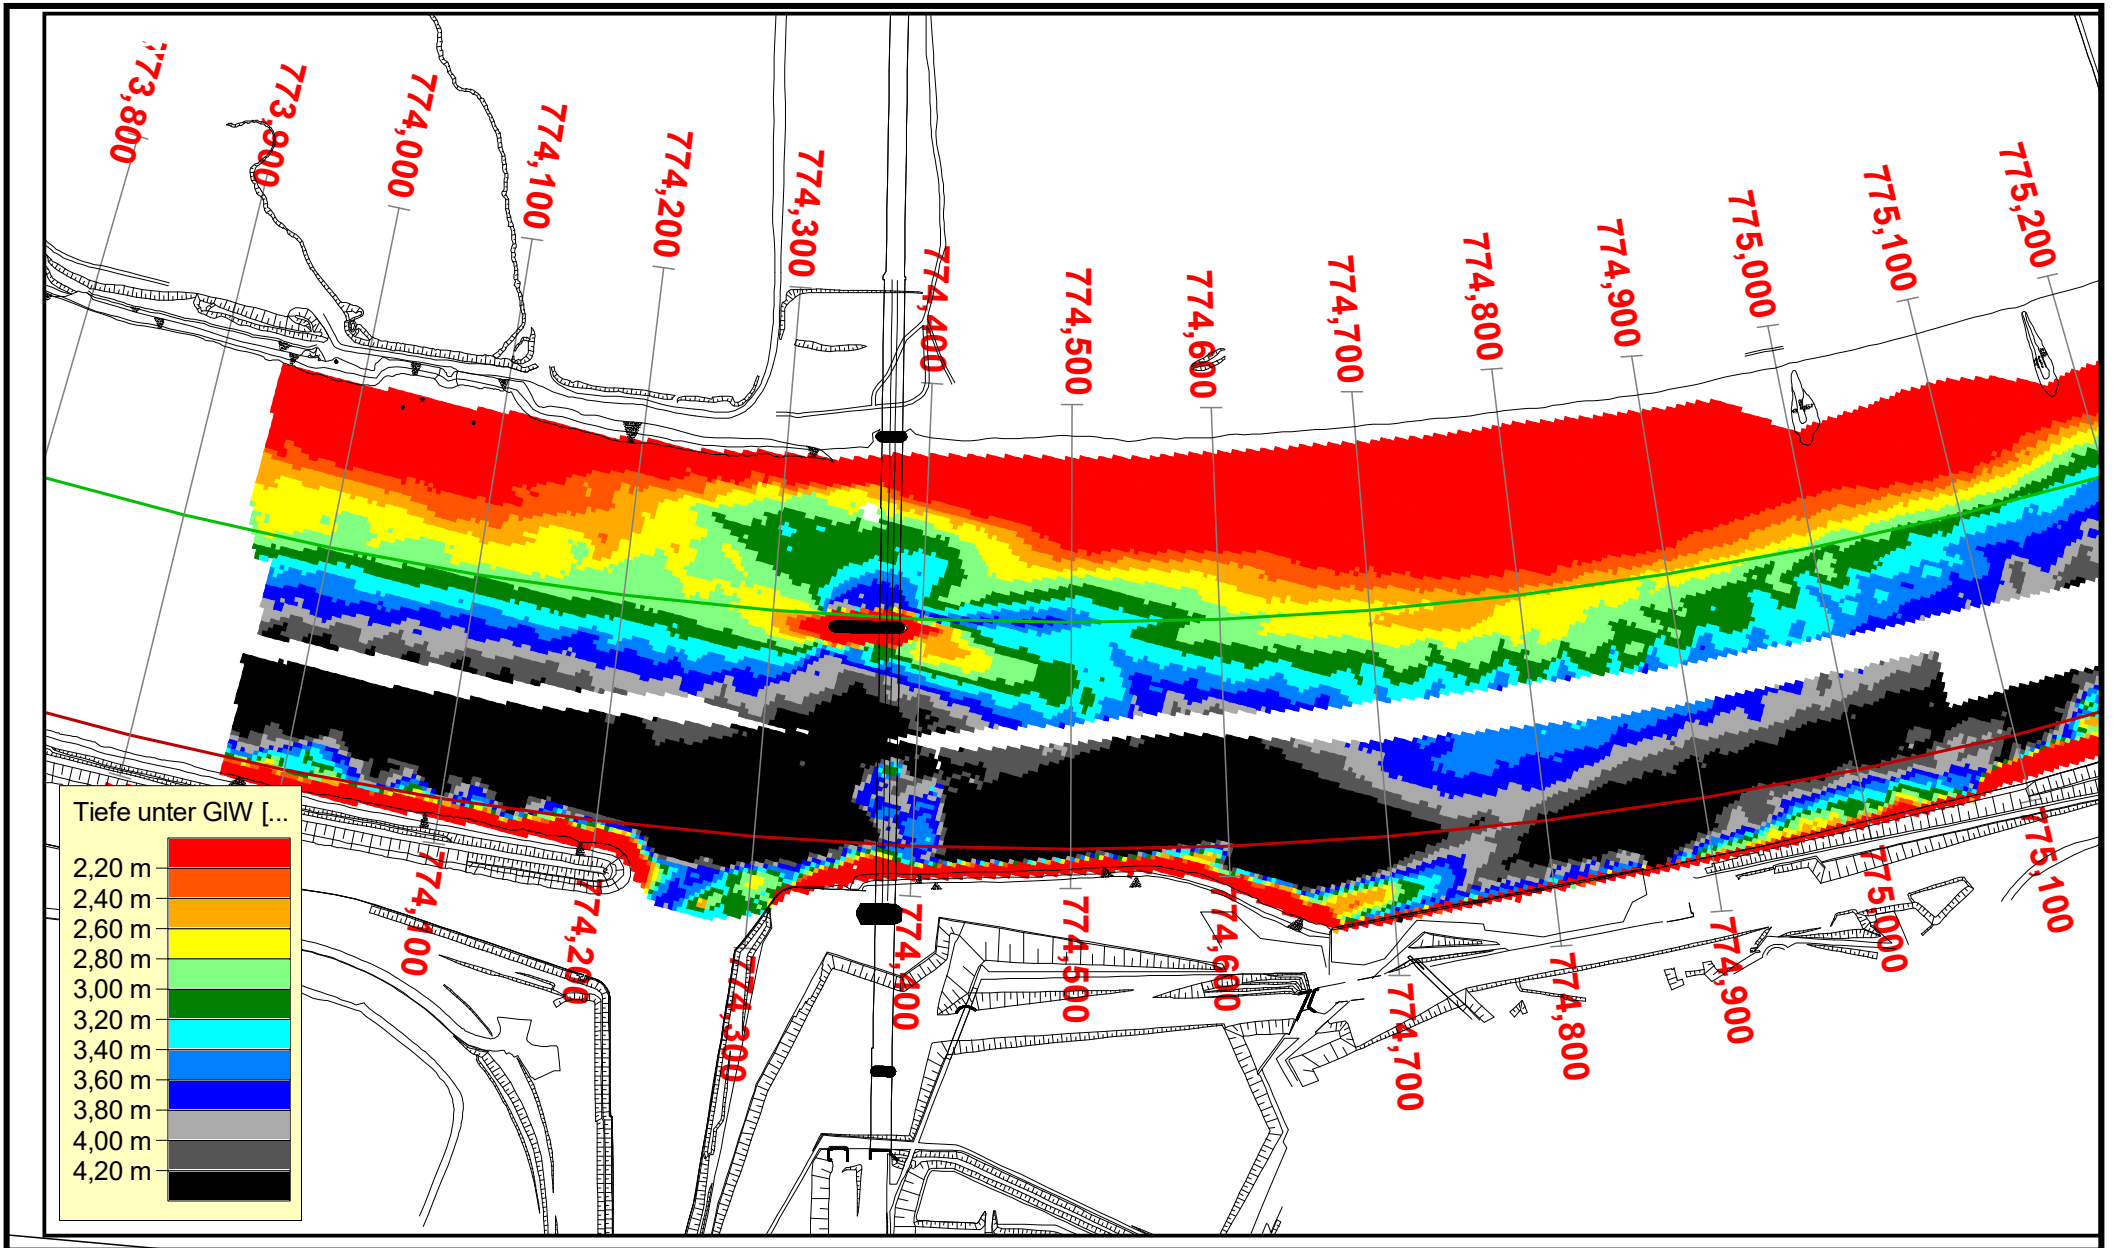 773,800
773,900
774,000
774,100
774,200
774,300
774,400
774,500
774,600
774,700
774,800
774,900
775,000
775,100
775,200
Tiefe unter GlW [...
2,20 m
2,40 m
2,60 m
2,80 m
3,00 m
3,20 m
3,40 m
3,60 m
3,80 m
4,00 m
4,20 m
774,100
774,200
774,300
774,400
774,500
774,600
774,700
774,800
774,900
775,000
775,100